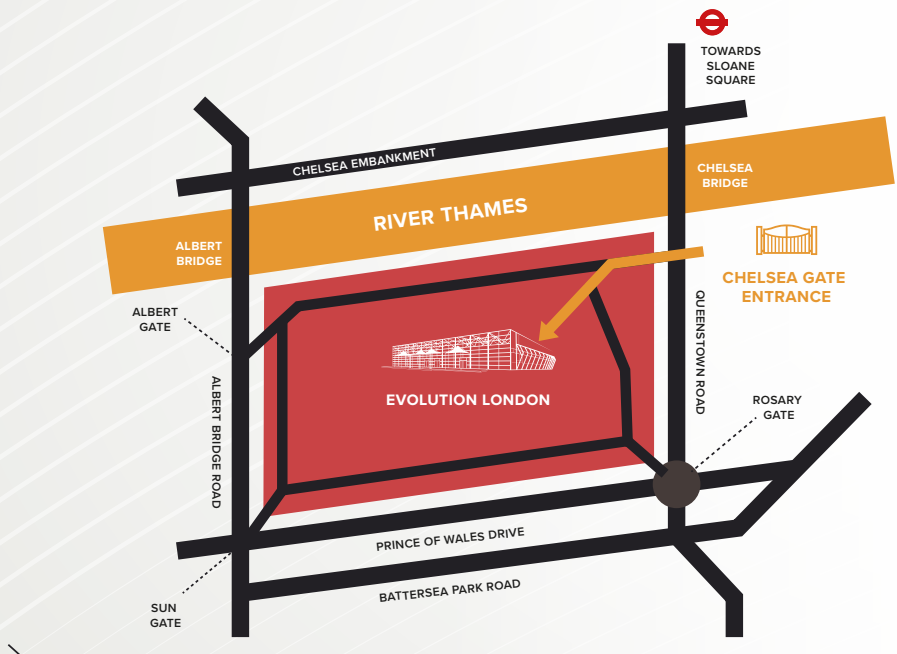 TOWARDS
SLOANE
SQUARE
CHELSEA EMBANKMENT
CHELSEA
BRIDGE
RIVER THAMES
ALBERT
BRIDGE
CHELSEA GATE
ENTRANCE
ALBERT
GATE
QUEENSTOWN ROAD
ALBERT BRIDGE ROAD
EVOLUTION LONDON
ROSARY
GATE
PRINCE OF WALES DRIVE
BATTERSEA PARK ROAD
SUN
GATE